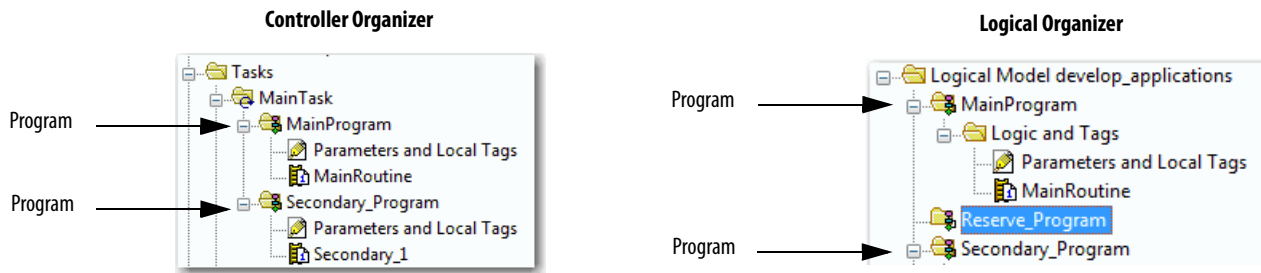 Controller Organizer
Tasks
MainTask
Program
MainProgram
Parameters and Local Tags
MainRoutine
Program
Secondary_Program
Parameters and Local Tags
Secondary_1
Logical Organizer
Logical Model develop_applications
Program
MainProgram
Logic and Tags
Parameters and Local Tags
MainRoutine
Reserve_Program
Program
Secondary_Program